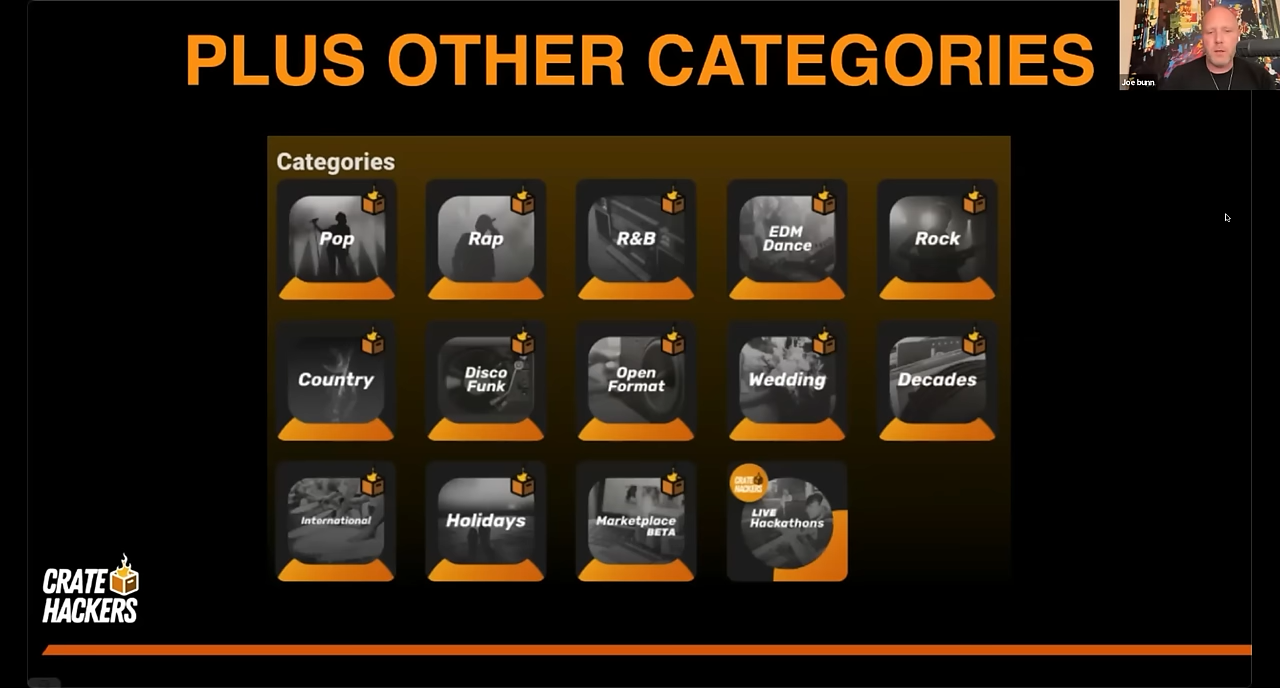 PLUS OTHER CATEGORIES
Joe bunn
Categories
Pop
Rap
R&B
EDM
Dance
Rock
Country
Disco
Funk
Open
Format
Wedding
Decades
International
Holidays
Marketplace
BETA
CRATE
HACKERS
LIVE
Hackathons
CRATE
HACKERS